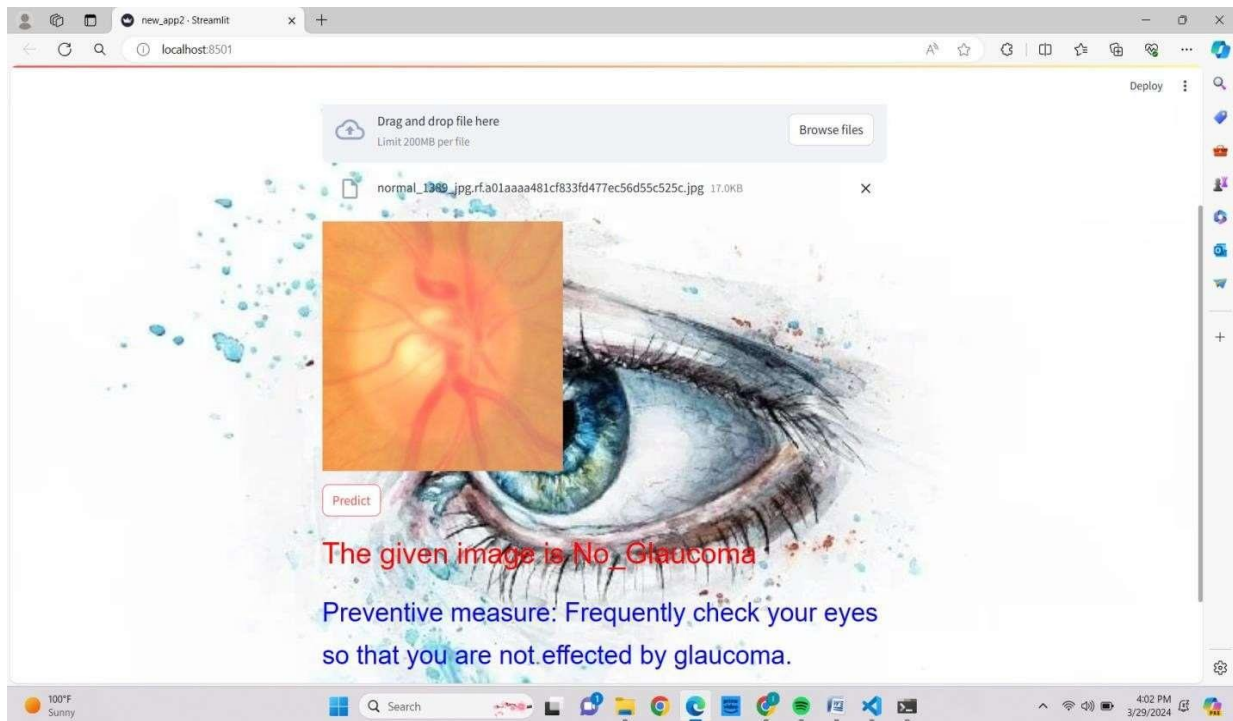 new_app2 · Streamlit
localhost:8501
Deploy
Drag and drop file here
Limit 200MB per file
Browse files
normal_1389_jpg.rf.a01aaaa481cf833fd477ec56d55c525c.jpg 17.0KB
Predict
The given image is No_Glaucoma
Preventive measure: Frequently check your eyes
so that you are not effected by glaucoma.
100°F
Sunny
Search
4:02 PM
3/29/2024